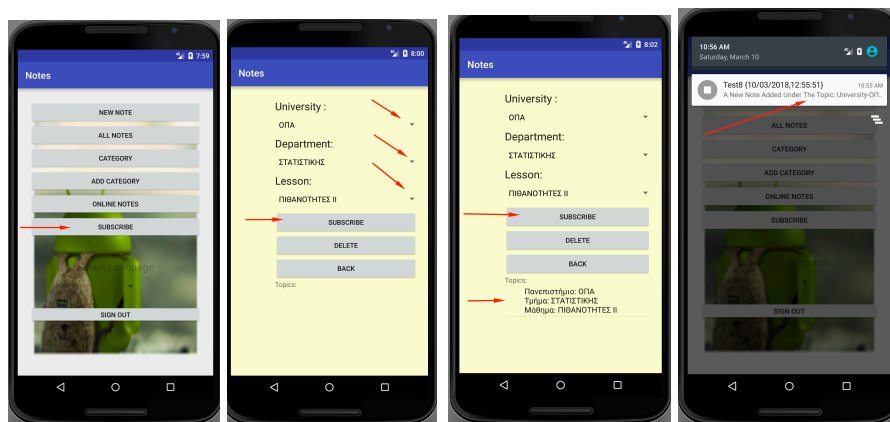 7:59
Notes
NEW NOTE
ALL NOTES
CATEGORY
ADD CATEGORY
ONLINE NOTES
SUBSCRIBE
Select Language
SIGN OUT
8:00
Notes
University :
ΟΠΑ
Department:
ΣΤΑΤΙΣΤΙΚΗΣ
Lesson:
ΠΙΘΑΝΟΤΗΤΕΣ ΙΙ
SUBSCRIBE
DELETE
BACK
Topics:
8:02
Notes
University :
ΟΠΑ
Department:
ΣΤΑΤΙΣΤΙΚΗΣ
Lesson:
ΠΙΘΑΝΟΤΗΤΕΣ ΙΙ
SUBSCRIBE
DELETE
BACK
Topics:
Πανεπιστήμιο: ΟΠΑ
Τμήμα: ΣΤΑΤΙΣΤΙΚΗΣ
Μάθημα: ΠΙΘΑΝΟΤΗΤΕΣ ΙΙ
10:56 AM
Saturday, March 10
Test8 {10/03/2018,12:55:51} 10:55 AM
A New Note Added Under The Topic: University-ΟΠ..
ALL NOTES
CATEGORY
ADD CATEGORY
ONLINE NOTES
SUBSCRIBE
SIGN OUT